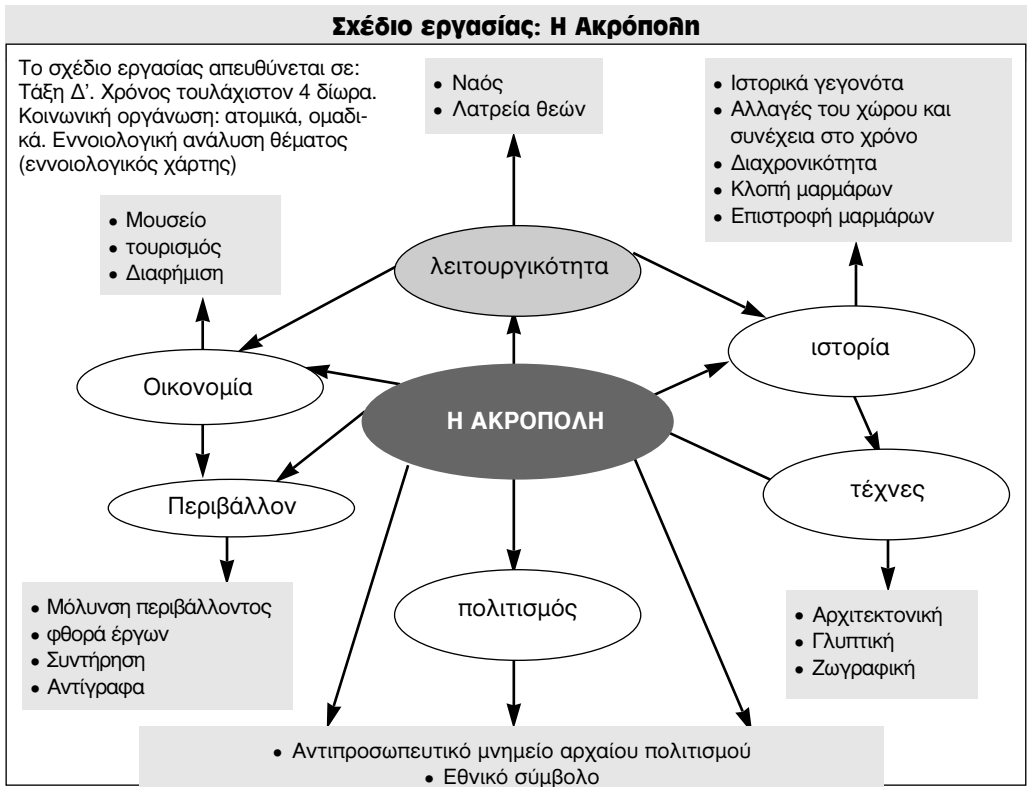 Σχέδιο εργασίας: Η Ακρόπολη
Το σχέδιο εργασίας απευθύνεται σε:
Τάξη Δ’. Χρόνος τουλάχιστον 4 δίωρα.
Κοινωνική οργάνωση: ατομικά, ομαδι-
κά. Εννοιολογική ανάλυση θέματος
(εννοιολογικός χάρτης)
• Ναός
• Λατρεία θεών
• Ιστορικά γεγονότα
• Αλλαγές του χώρου και
συνέχεια στο χρόνο
• Διαχρονικότητα
• Κλοπή μαρμάρων
• Επιστροφή μαρμάρων
• Μουσείο
• τουρισμός
• Διαφήμιση
λειτουργικότητα
ιστορία
Οικονομία
Η ΑΚΡΟΠΟΛΗ
τέχνες
Περιβάλλον
πολιτισμός
• Μόλυνση περιβάλλοντος
• φθορά έργων
• Συντήρηση
• Αντίγραφα
• Αρχιτεκτονική
• Γλυπτική
• Ζωγραφική
• Αντιπροσωπευτικό μνημείο αρχαίου πολιτισμού
• Εθνικό σύμβολο